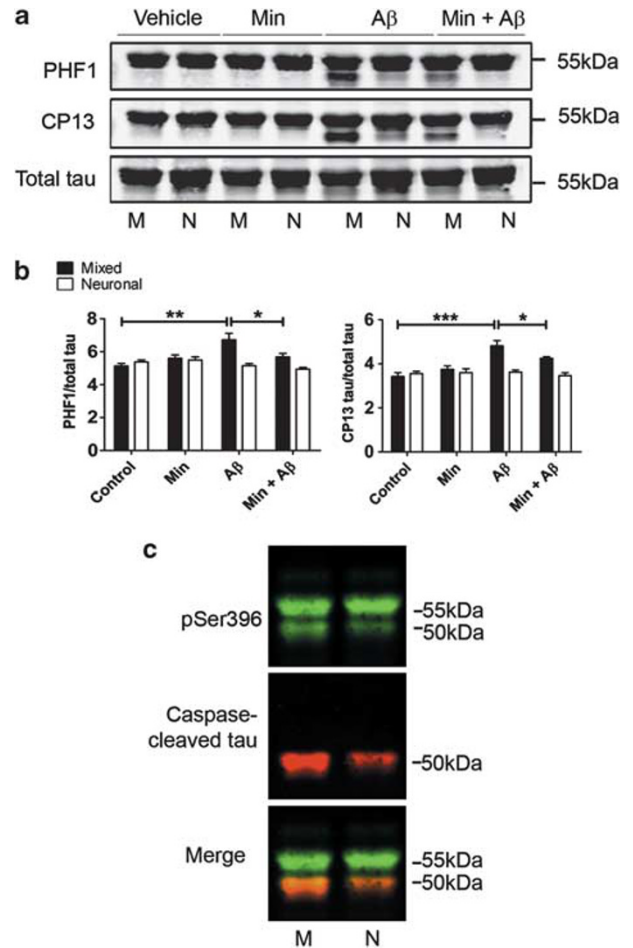 a
Vehicle Min Aβ Min + Aβ
PHF1 55kDa
CP13 55kDa
Total tau 55kDa
M N M N M N M N
b
Mixed
Neuronal
PHF1/total tau
8
6
4
2
0
** *
Control Min Aβ Min + Aβ
CP13 tau/total tau
6
4
2
0
*** *
Control Min Aβ Min + Aβ
c
pSer396
-55kDa
-50kDa
Caspase-
cleaved tau
-50kDa
Merge
-55kDa
-50kDa
M N